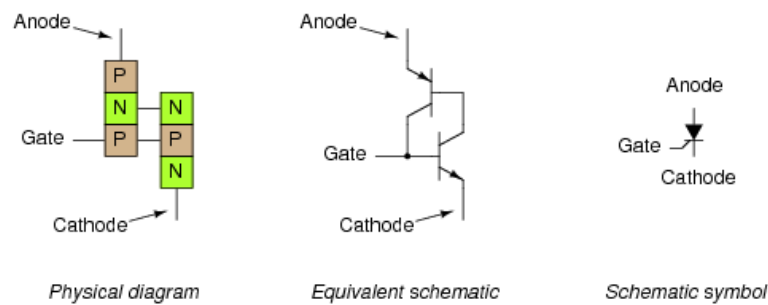 Anode
P
N N
Gate P P
N
Cathode
Physical diagram
Anode
Gate
Cathode
Equivalent schematic
Anode
Gate
Cathode
Schematic symbol